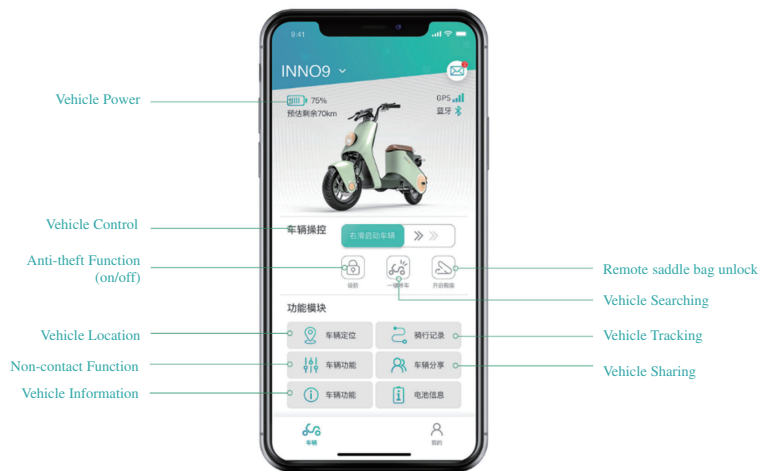 9:41
INNO9
Vehicle Power
75%
预估剩余70km
GPS
蓝牙
Vehicle Control
车辆操控
右滑启动车辆
Anti-theft Function
(on/off)
设防
一键寻车
开启鞍座
Remote saddle bag unlock
Vehicle Searching
功能模块
Vehicle Location
车辆定位
骑行记录
Vehicle Tracking
Non-contact Function
车辆功能
车辆分享
Vehicle Sharing
Vehicle Information
车辆功能
电池信息
车辆
我的